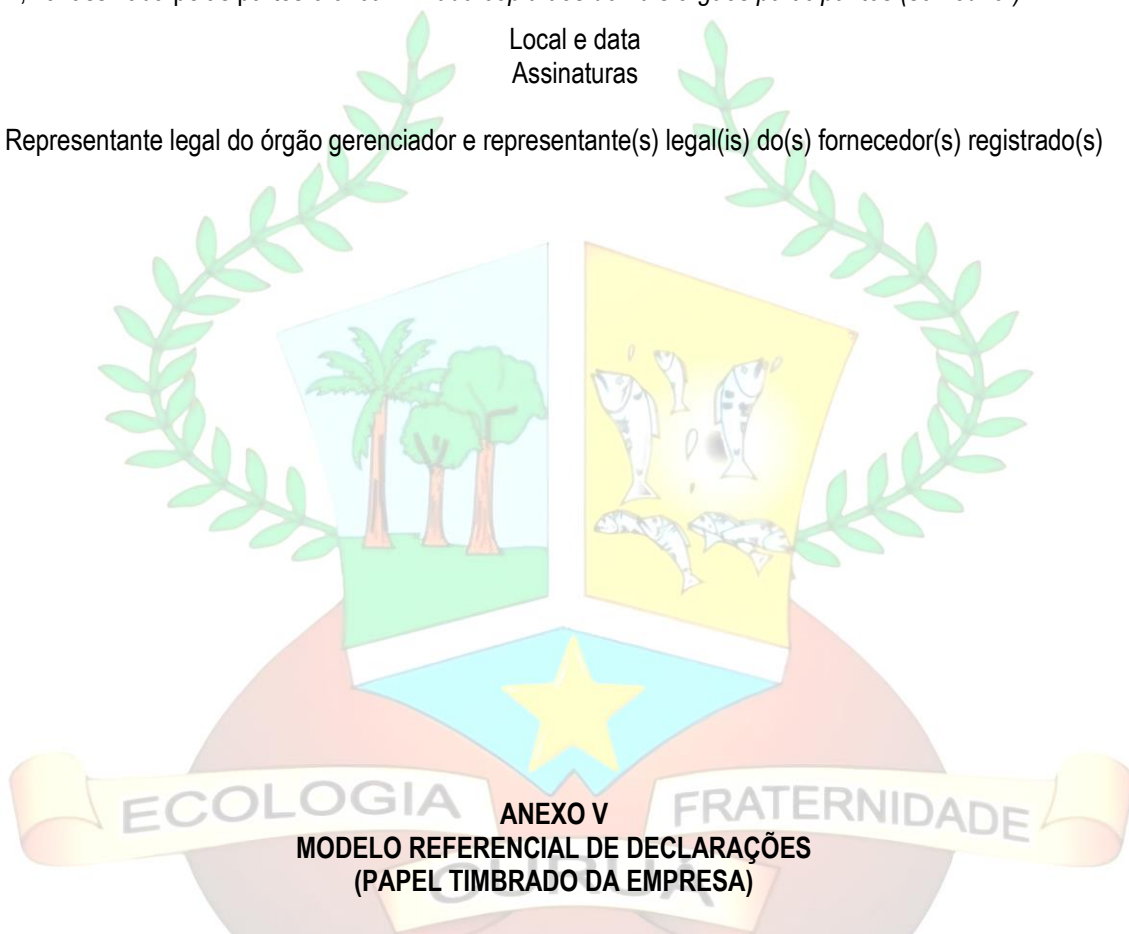 Local e data
Assinaturas
Representante legal do órgão gerenciador e representante(s) legal(is) do(s) fornecedor(s) registrado(s)
ECOLOGIA
FRATERNIDADE
ANEXO V
MODELO REFERENCIAL DE DECLARAÇÕES
(PAPEL TIMBRADO DA EMPRESA)